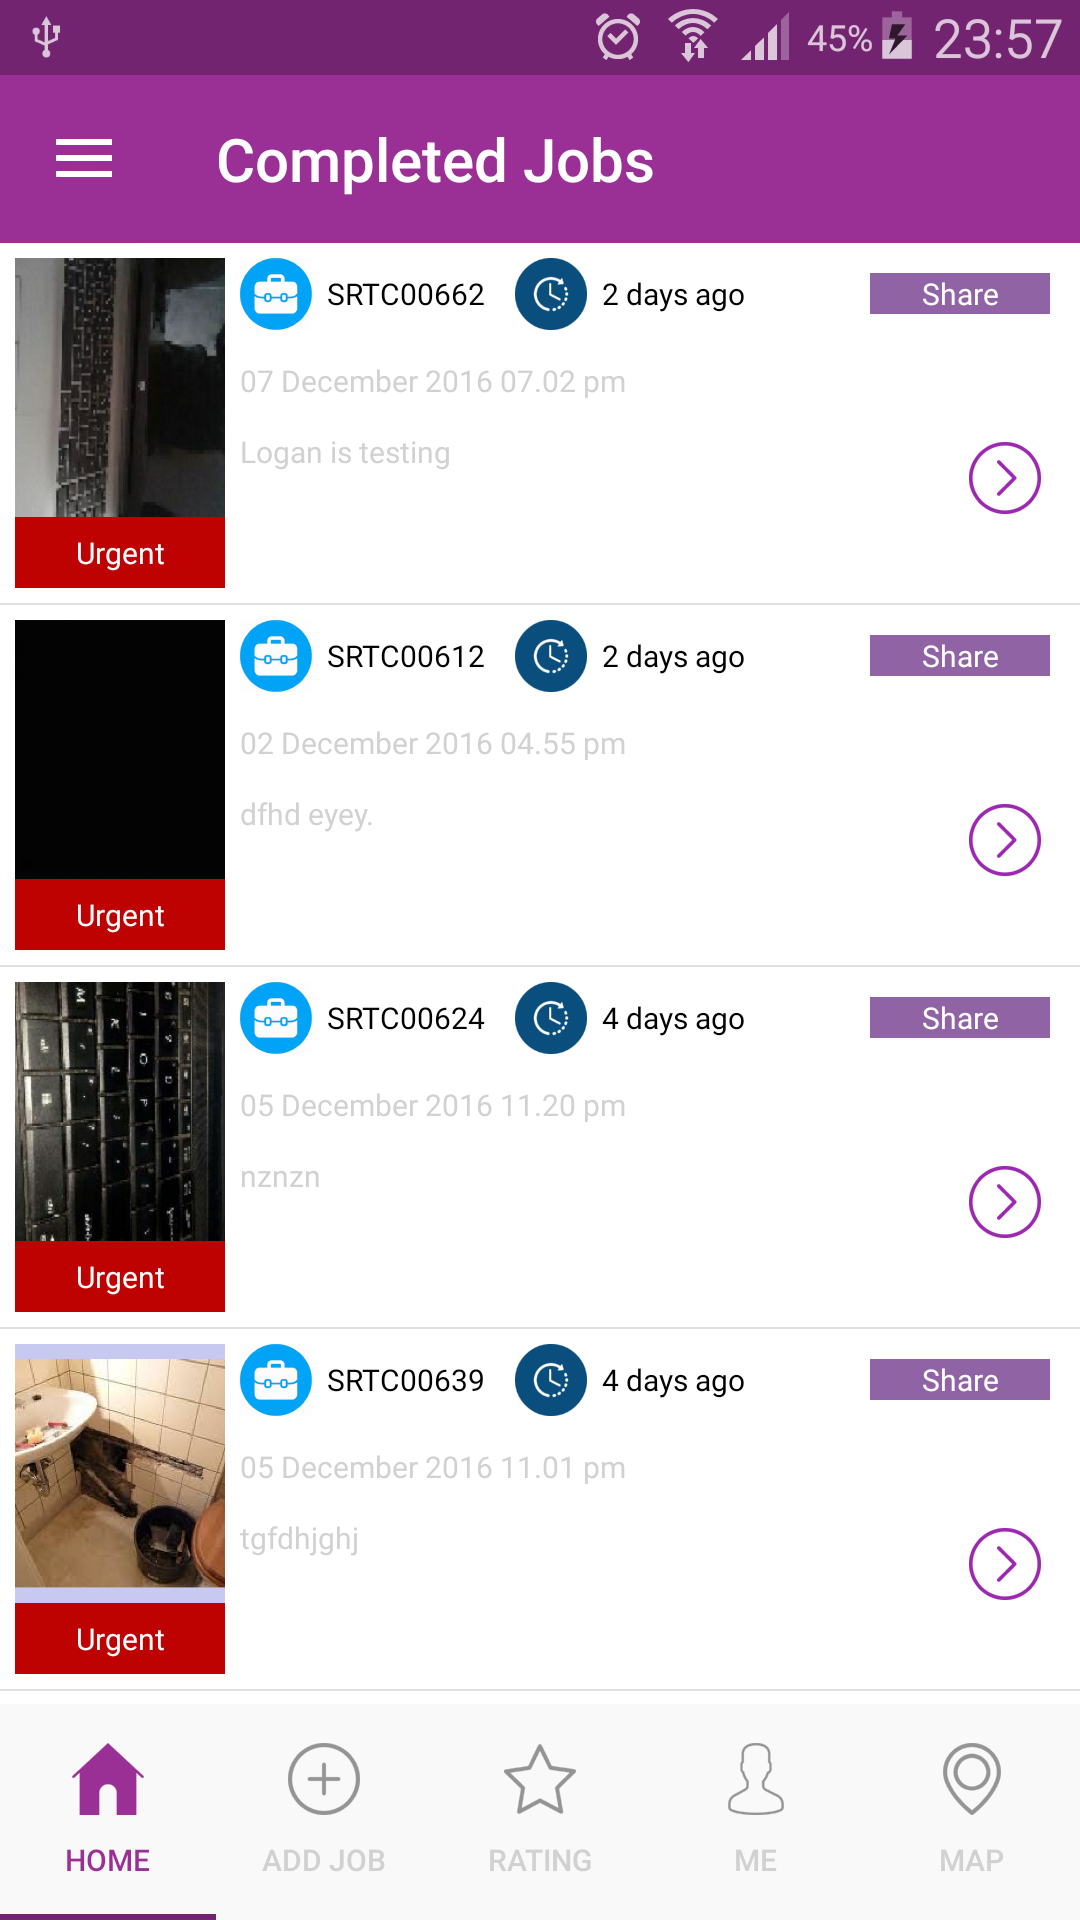 45% 23:57
Completed Jobs
SRTC00662 2 days ago Share
07 December 2016 07.02 pm
Logan is testing
Urgent
SRTC00612 2 days ago Share
02 December 2016 04.55 pm
dfhd eyey.
Urgent
SRTC00624 4 days ago Share
05 December 2016 11.20 pm
nznzn
Urgent
SRTC00639 4 days ago Share
05 December 2016 11.01 pm
tgfdhjghj
Urgent
HOME ADD JOB RATING ME MAP